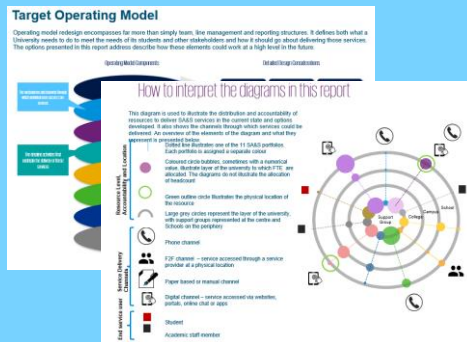 Target Operating Model
Operating model redesign encompasses far more than simply team, line management and reporting structures. It defines both what a
University needs to do to meet the needs of its students and other stakeholders and how it should go about delivering those services.
The options presented in this report address describe how these elements could work at a high level in the future.
Operating Model Components
Detailed Design Considerations
How to interpret the diagrams in this report
This diagram is used to illustrate the distribution and accountability of
resources to deliver SA&S services in the current state and options
developed. It also shows the channels through which services could be
delivered. An overview of the elements of the diagram and what they
represent is presented below.
Resource Level,
Accountability and Location
Dotted line illustrates one of the 11 SA&S portfolios.
Each portfolio is assigned a separate colour
Coloured circle bubbles, sometimes with a numerical
value, illustrate layer of the university to which FTE are
allocated. The diagrams do not illustrate the allocation
of headcount
Green outline circle illustrates the physical location of
the resource
Large grey circles represent the layer of the university,
with support groups represented at the centre and
Schools on the periphery
Service Delivery
Channels
Phone channel
F2F channel – service accessed through a service
provider at a physical location
Paper based or manual channel
Digital channel – service accessed via websites,
portals, online chat or apps
End service user
Student
Academic staff member
Support
Group
College
Campus
School